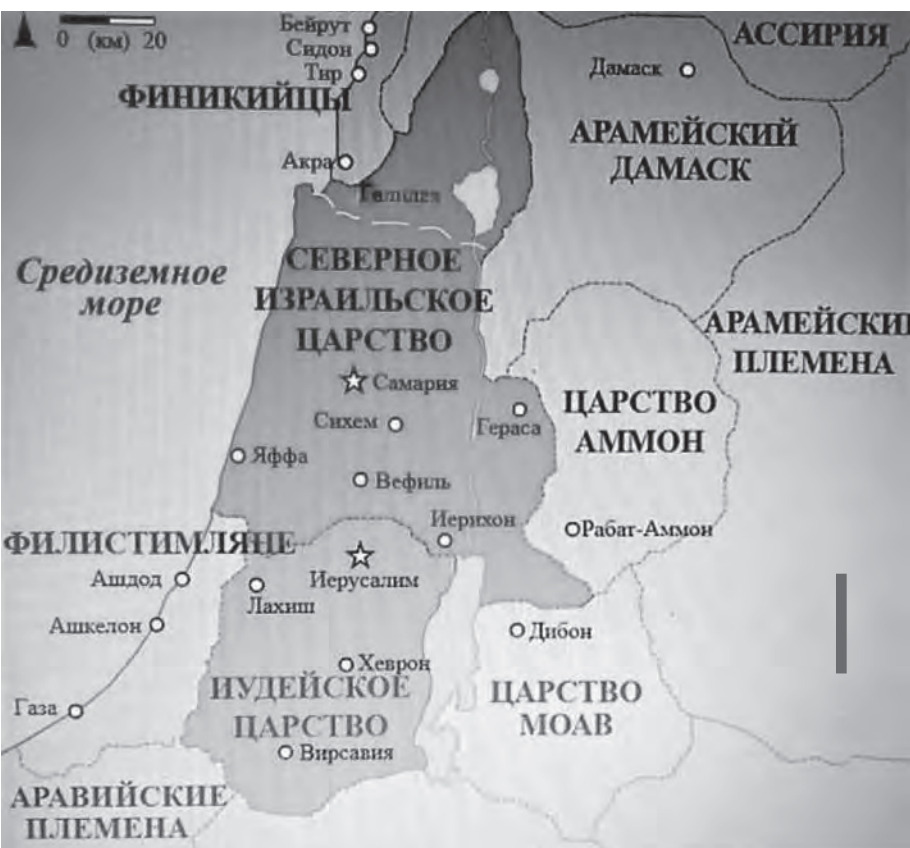 0 (км) 20
Бейрут
Сидон
Тир
ФИНИКИЙЦЫ
Акра
АССИРИЯ
Дамаск
АРАМЕЙСКИЙ
ДАМАСК
Галилея
Средиземное
море
СЕВЕРНОЕ
ИЗРАИЛЬСКОЕ
ЦАРСТВО
АРАМЕЙСКИ
ПЛЕМЕНА
Самария
Сихем
Гераса
ЦАРСТВО
АММОН
Яффа
Вефиль
Иерихон
Рабат-Аммон
ФИЛИСТИМЛЯНЕ
Ашдод
Иерусалим
Лахиш
Ашкелон
Дибон
Хеврон
ИУДЕЙСКОЕ
ЦАРСТВО
ЦАРСТВО
МОАВ
Газа
Вирсавия
АРАВИЙСКИЕ
ПЛЕМЕНА